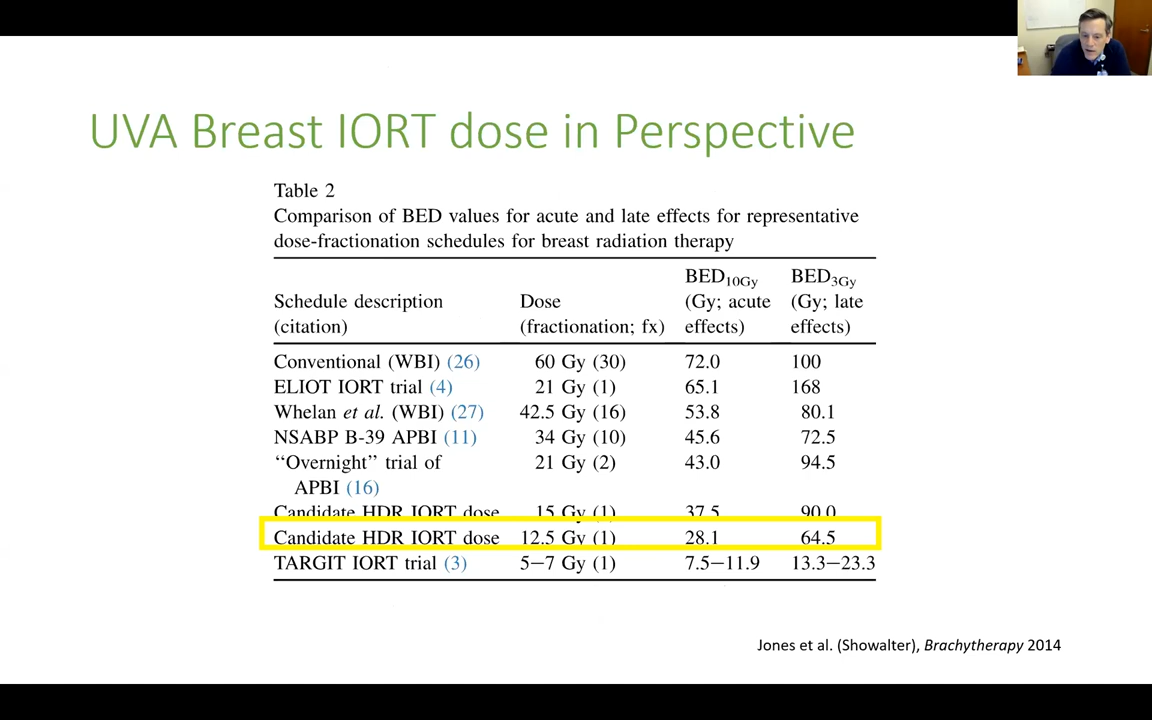 UVA Breast IORT dose in Perspective
Table 2
Comparison of BED values for acute and late effects for representative
dose-fractionation schedules for breast radiation therapy
Schedule description (citation) Dose (fractionation; fx) BED10Gy (Gy; acute effects) BED3Gy (Gy; late effects)
Conventional (WBI) (26) 60 Gy (30) 72.0 100
ELIOT IORT trial (4) 21 Gy (1) 65.1 168
Whelan et al. (WBI) (27) 42.5 Gy (16) 53.8 80.1
NSABP B-39 APBI (11) 34 Gy (10) 45.6 72.5
“Overnight” trial of 21 Gy (2) 43.0 94.5
APBI (16)
Candidate HDR IORT dose 15 Gy (1) 37.5 90.0
Candidate HDR IORT dose 12.5 Gy (1) 28.1 64.5
TARGIT IORT trial (3) 5–7 Gy (1) 7.5–11.9 13.3–23.3
Jones et al. (Showalter), Brachytherapy 2014